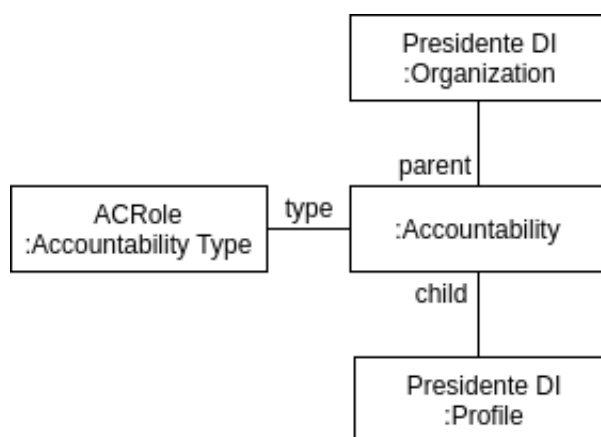 Presidente DI
:Organization
parent
ACRole
:Accountability Type
type
:Accountability
child
Presidente DI
:Profile